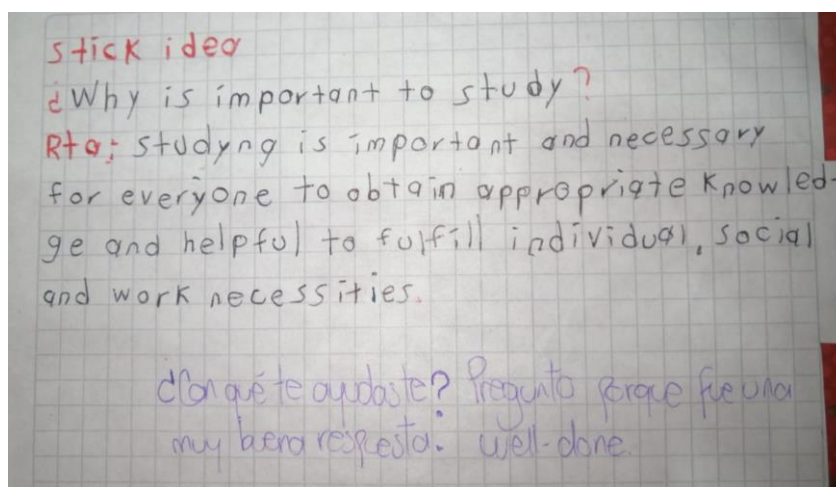 stick idea
¿Why is important to study?
Rta: studyng is important and necessary
for everyone to obtain appropriate knowled-
ge and helpful to fulfill individual, social
and work necessities.
¿Con qué te ayudaste? Pregunto porque fue una
muy buena respuesta. Well-done.